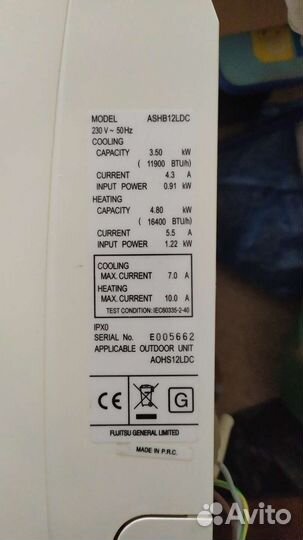 MODEL ASHB12LDC
230 V ~ 50Hz
COOLING
CAPACITY 3.50 kW
( 11900 BTU/h)
CURRENT 4.3 A
INPUT POWER 0.91 kW
HEATING
CAPACITY 4.80 kW
( 16400 BTU/h)
CURRENT 5.5 A
INPUT POWER 1.22 kW
COOLING
MAX. CURRENT 7.0 A
HEATING
MAX. CURRENT 10.0 A
TEST CONDITION: IEC60335-2-40
IPX0
SERIAL No. E005662
APPLICABLE OUTDOOR UNIT
AOHS12LDC
CE G
FUJITSU GENERAL LIMITED
MADE IN P.R.C.
Avito